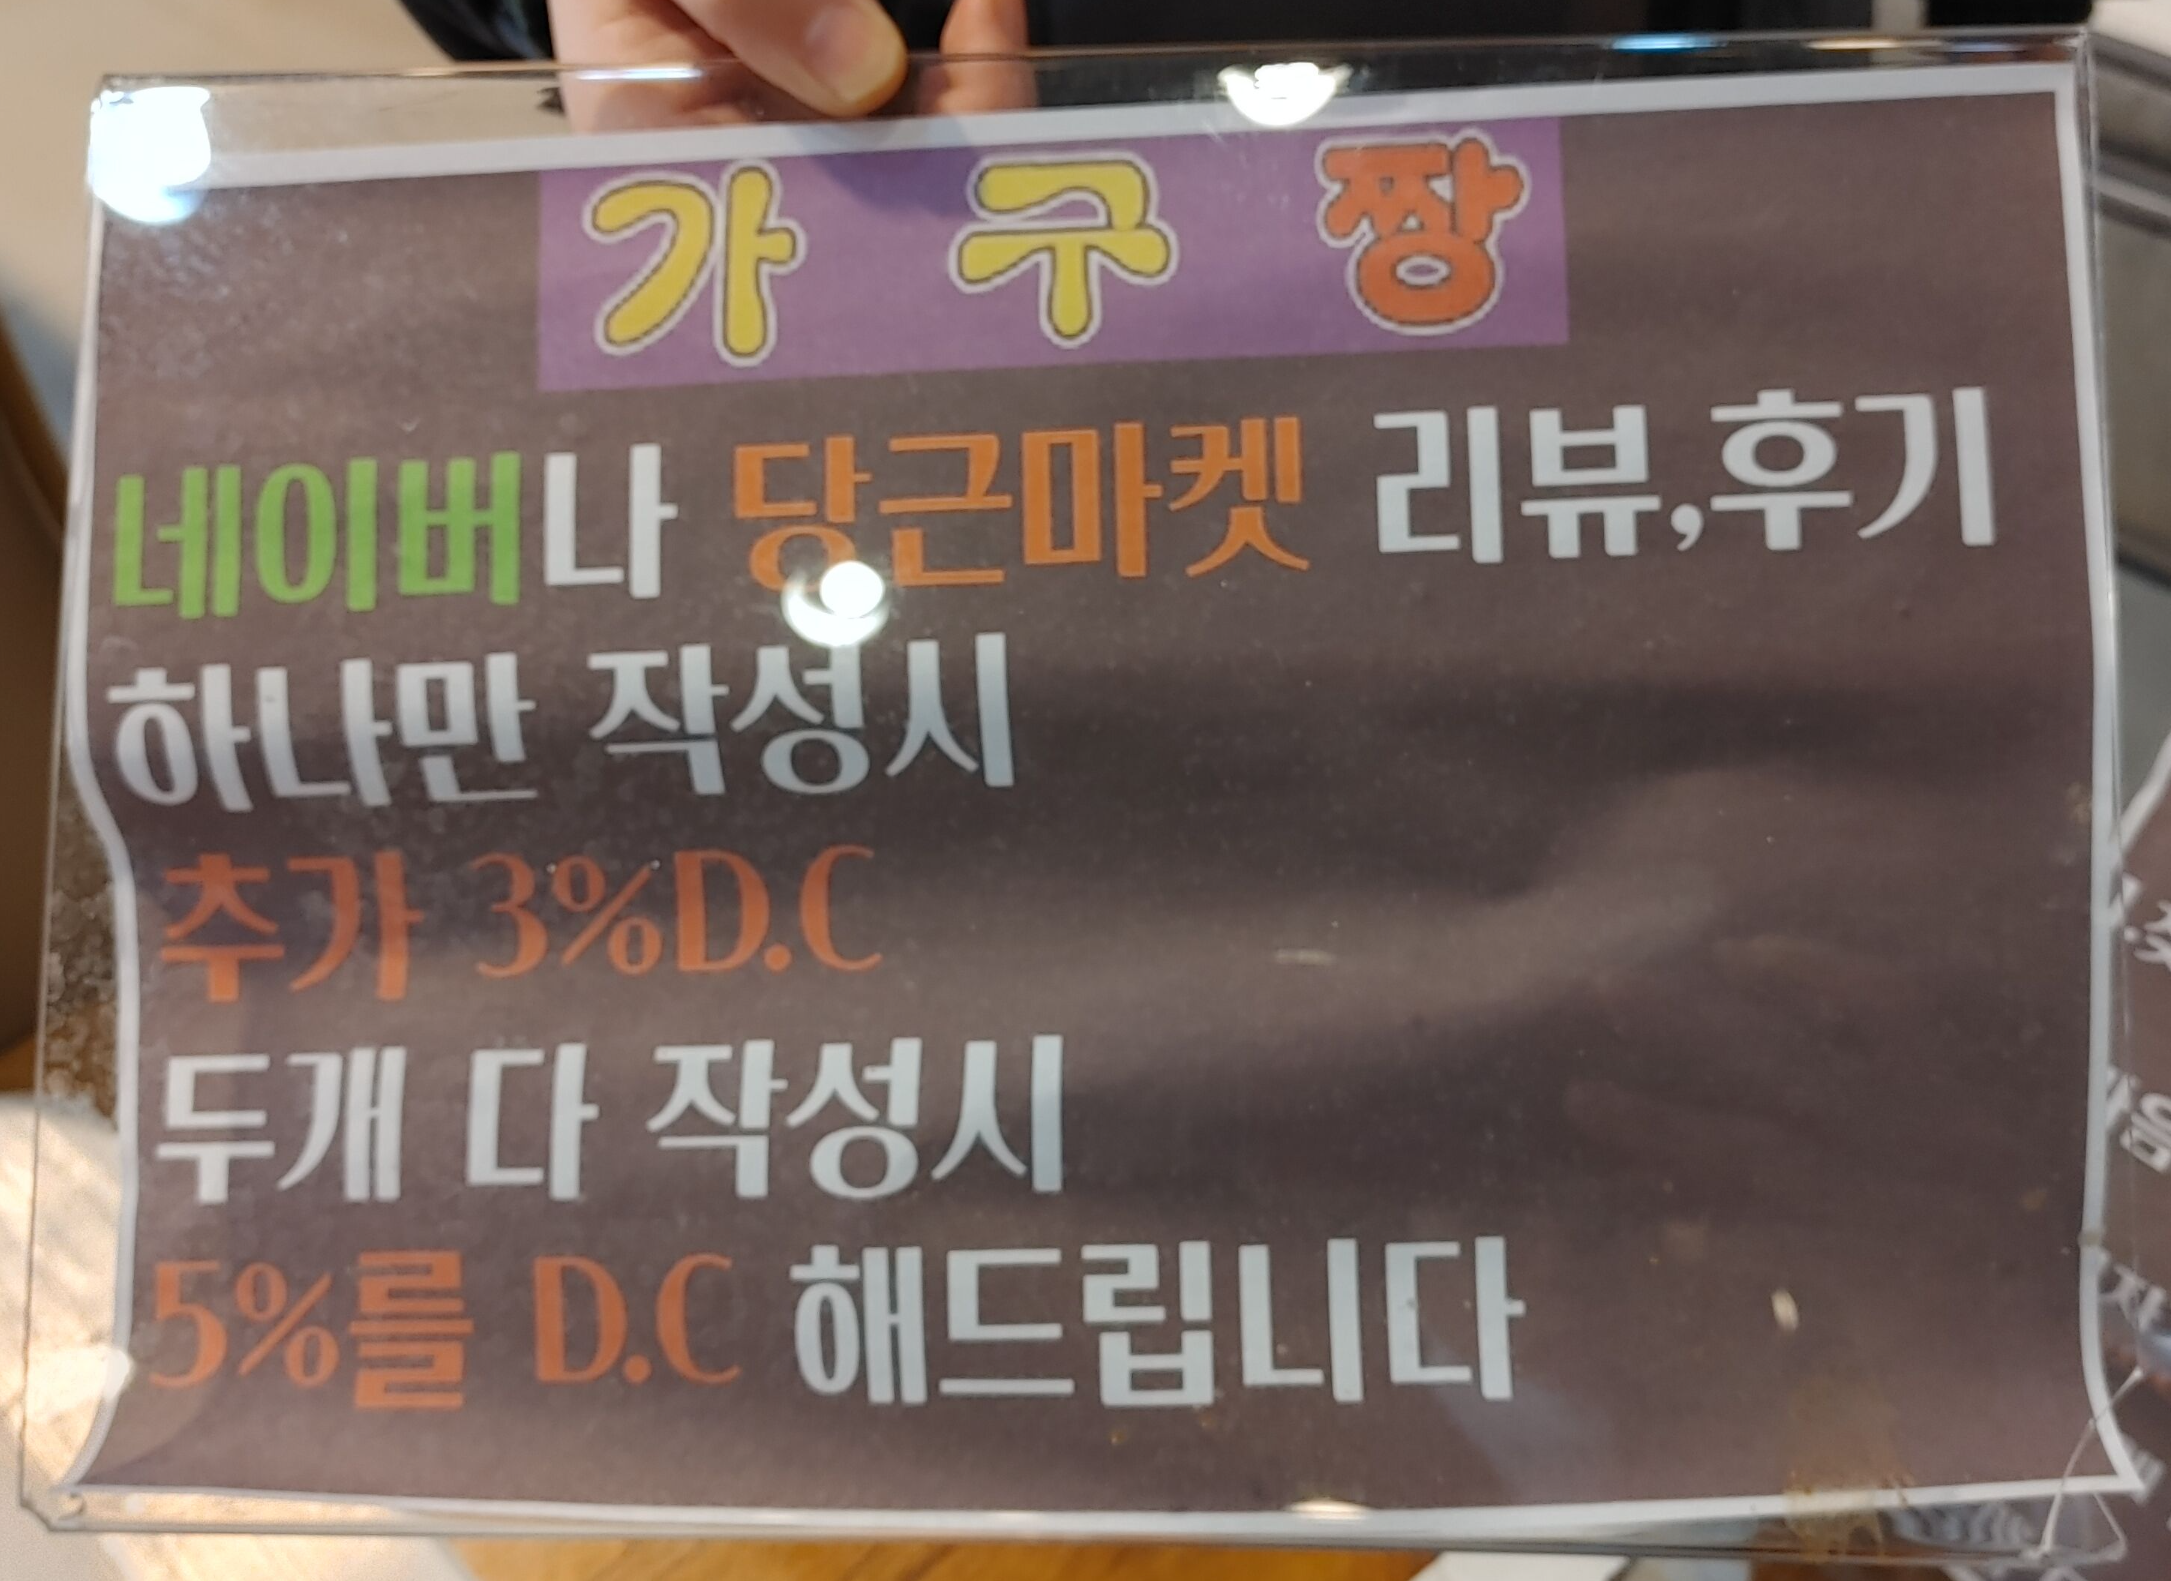 가 구 짱
네이버나 당근마켓 리뷰,후기
하나만 작성시
추가 3%D.C
두개 다 작성시
5%를 D.C 해드립니다